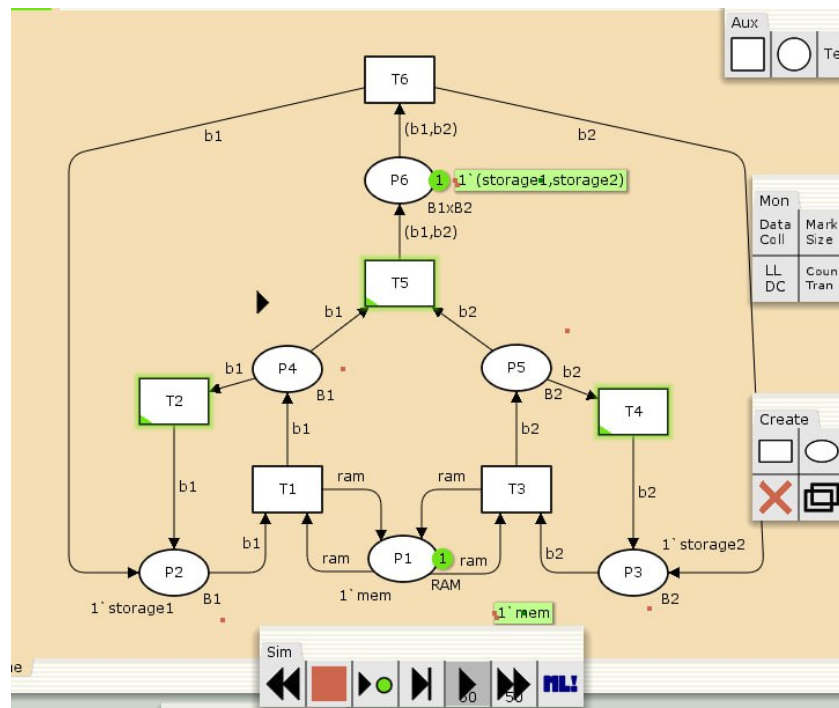 Aux
Te
T6
b1
b2
(b1,b2)
P6
1
1`(storage1,storage2)
B1xB2
Mon
Data
Coll
Mark
Size
LL
DC
Coun
Tran
(b1,b2)
T5
b1
b2
P4
P5
b1
b2
B1
B2
T2
T4
Create
b1
b2
T1
ram
ram
T3
b1
b2
b1
b2
1`storage2
P2
ram
P1
1
ram
P3
B1
1`mem
RAM
B2
1`storage1
1`mem
Sim
ne
50
ML!